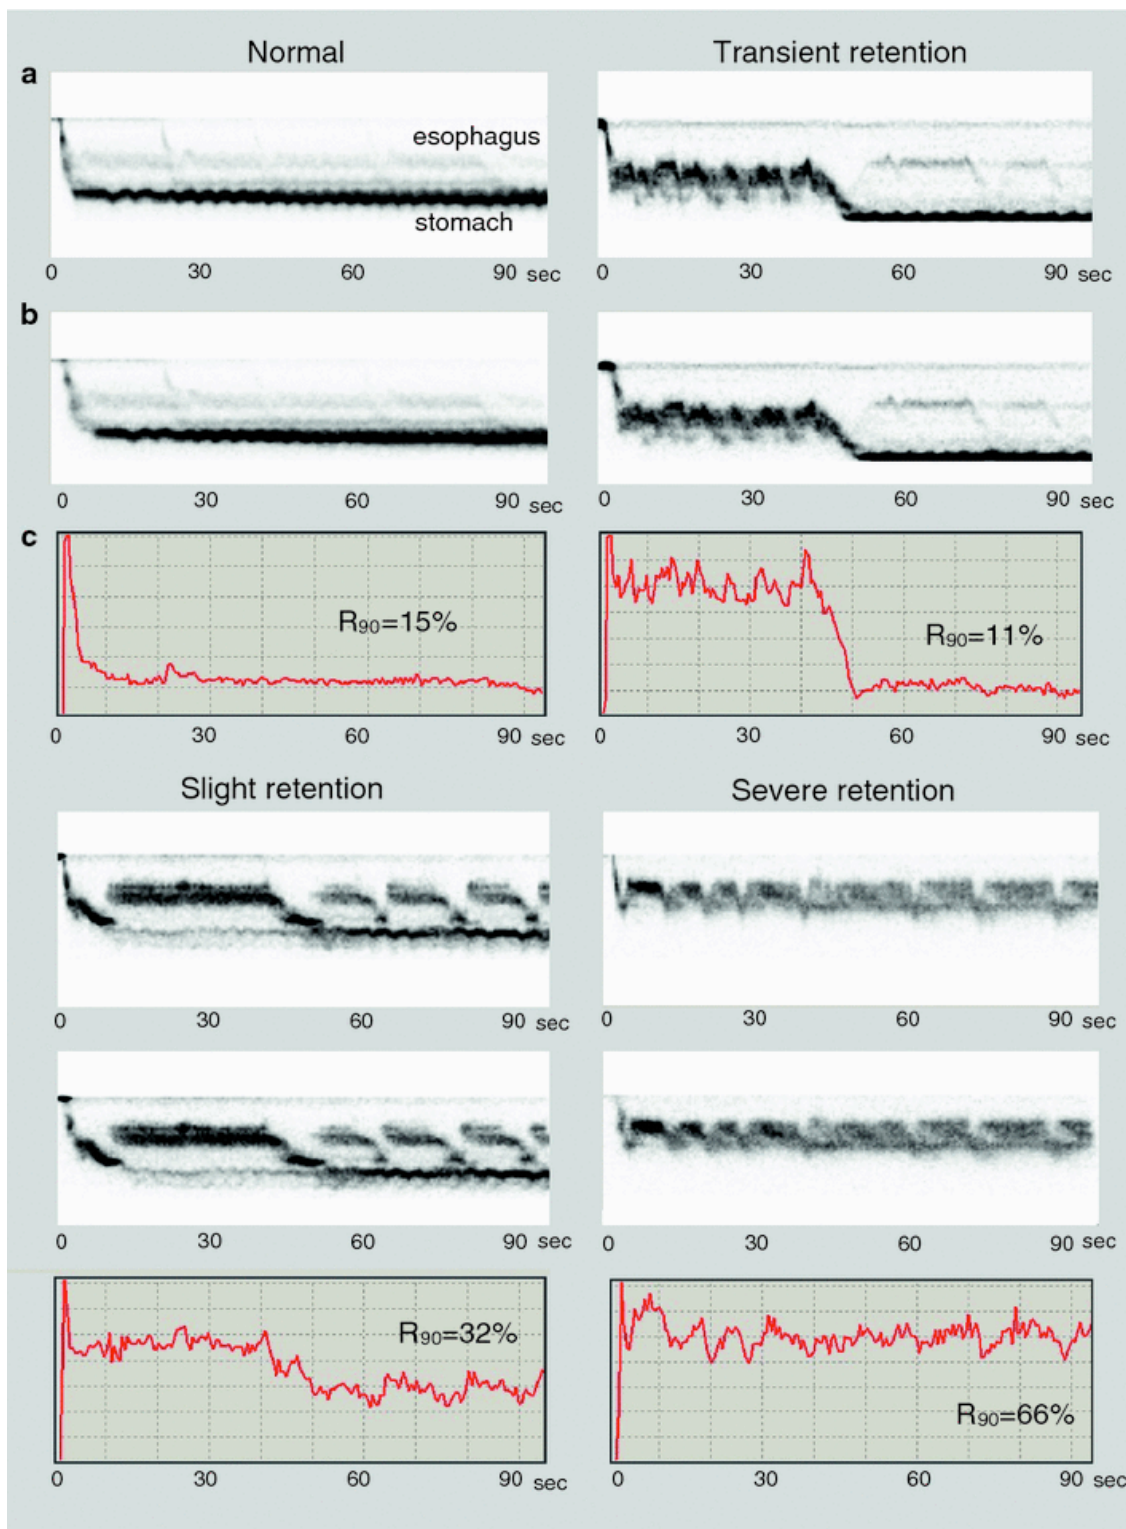 Normal Transient retention
a
esophagus
stomach
0 30 60 90 sec 0 30 60 90 sec
b
0 30 60 90 sec 0 30 60 90 sec
c
R₉₀=15% R₉₀=11%
0 30 60 90 sec 0 30 60 90 sec
Slight retention Severe retention
0 30 60 90 sec 0 30 60 90 sec
0 30 60 90 sec 0 30 60 90 sec
R₉₀=32%
R₉₀=66%
0 30 60 90 sec 0 30 60 90 sec